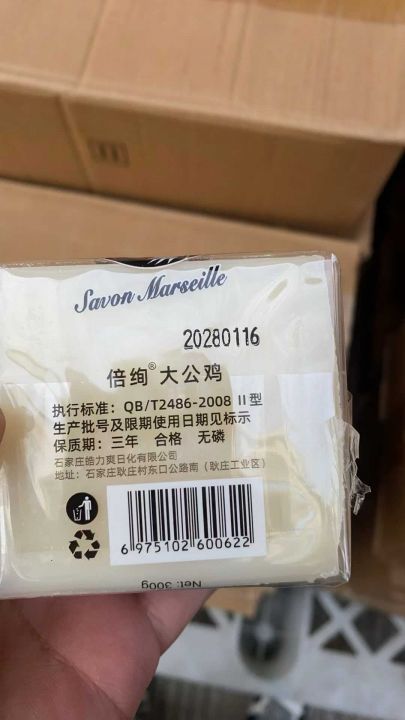 Savon Marseille
20280116
倍绚® 大公鸡
执行标准：QB/T2486-2008 II型
生产批号及限期使用日期见标示
保质期：三年 合格 无磷
石家庄皓力爽日化有限公司
地址：石家庄耿庄村东口公路南（耿庄工业区）
6 975102 600622
Net: 300g